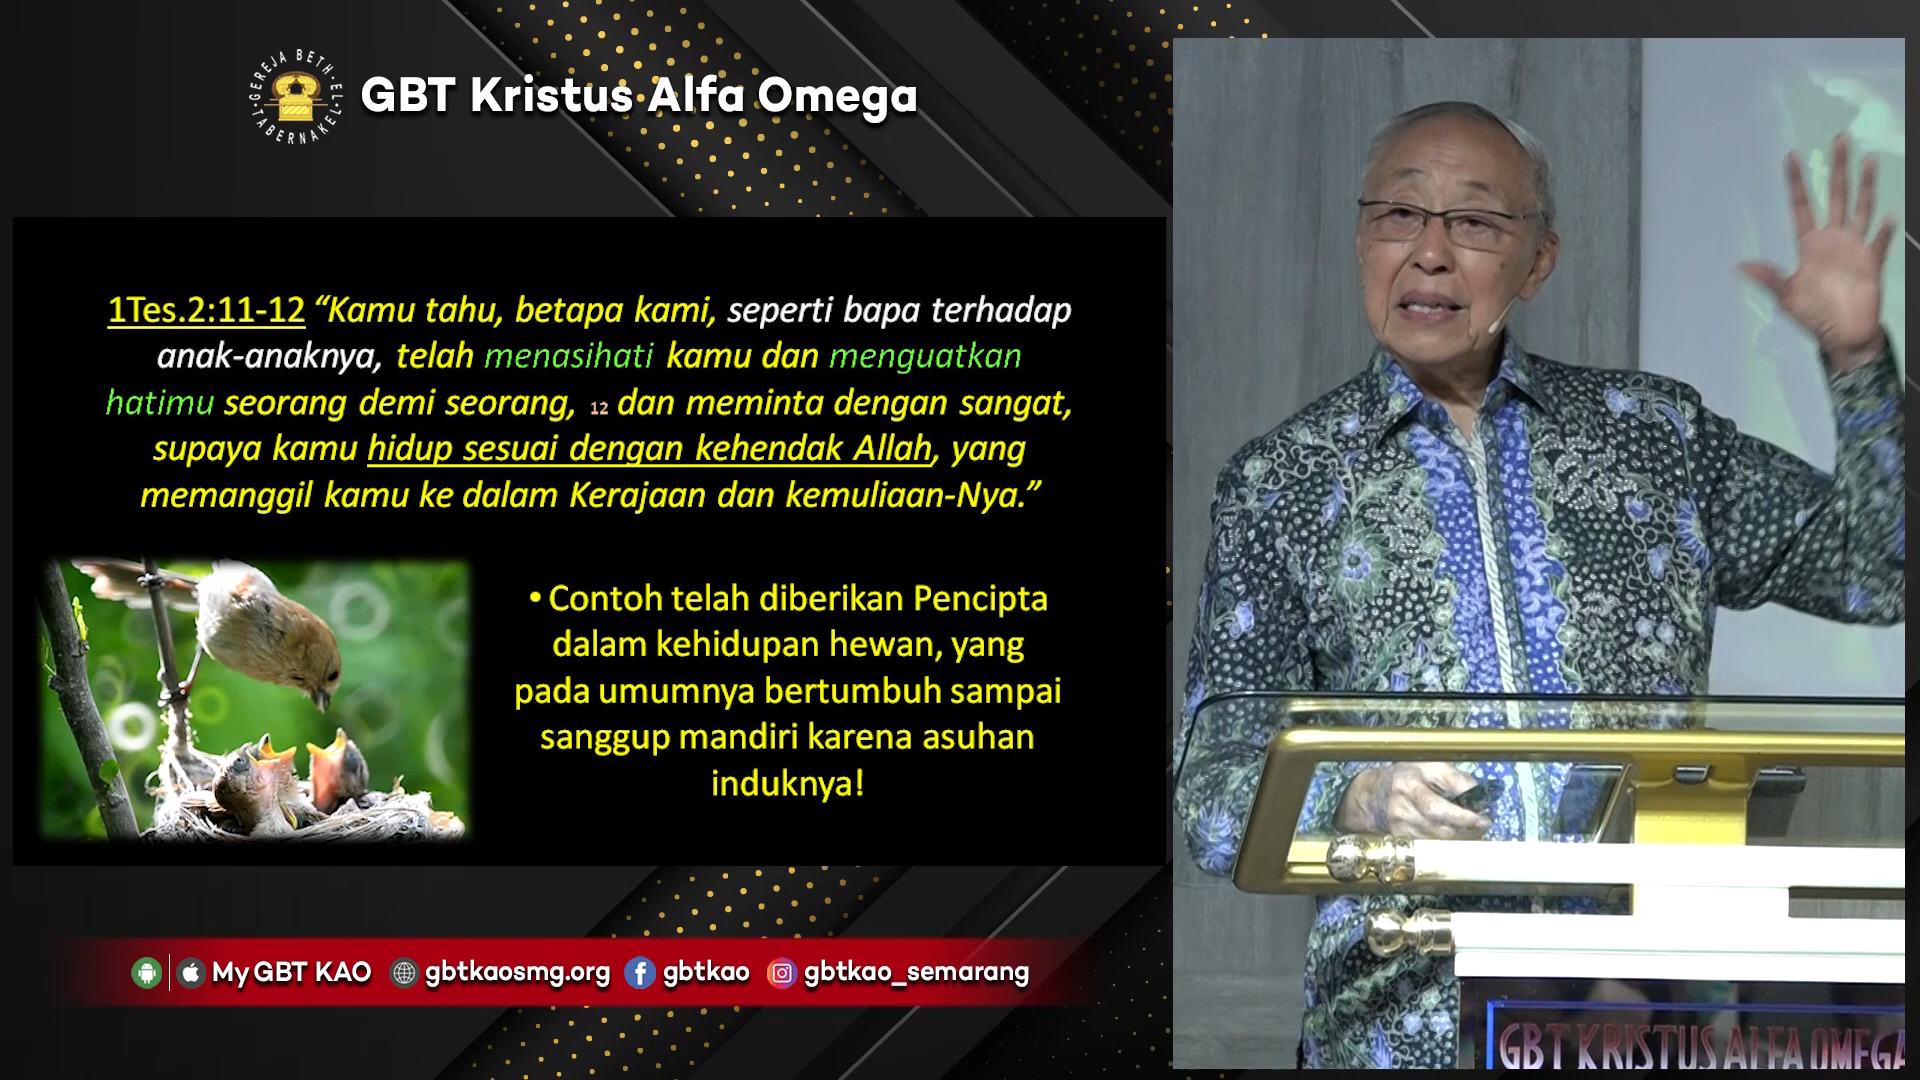 GEREJA BETH-EL
TABERNAKEL
GBT Kristus Alfa Omega
1Tes.2:11-12 “Kamu tahu, betapa kami, seperti bapa terhadap
anak-anaknya, telah menasihati kamu dan menguatkan
hatimu seorang demi seorang, 12 dan meminta dengan sangat,
supaya kamu hidup sesuai dengan kehendak Allah, yang
memanggil kamu ke dalam Kerajaan dan kemuliaan-Nya.”
• Contoh telah diberikan Pencipta
dalam kehidupan hewan, yang
pada umumnya bertumbuh sampai
sanggup mandiri karena asuhan
induknya!
My GBT KAO gbtkaosmg.org gbtkao gbtkao_semarang
GBT KRISTUS ALFA OMEGA